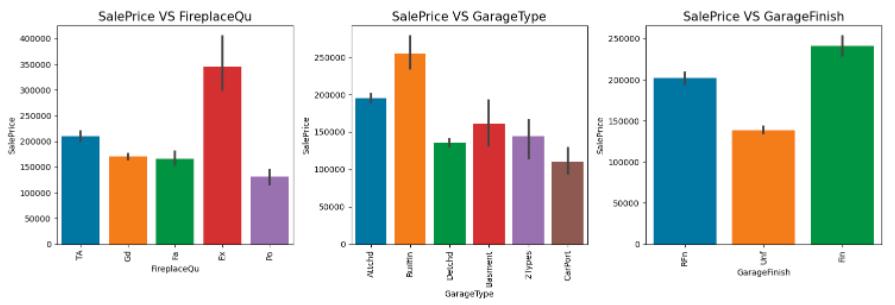 SalePrice VS FireplaceQu
SalePrice
400000
350000
300000
250000
200000
150000
100000
50000
0
TA
Gd
Fa
Ex
Po
FireplaceQu
SalePrice VS GarageType
SalePrice
250000
200000
150000
100000
50000
0
Attchd
BuiltIn
Detchd
Basment
2Types
CarPort
GarageType
SalePrice VS GarageFinish
SalePrice
250000
200000
150000
100000
50000
0
RFn
Unf
Fin
GarageFinish